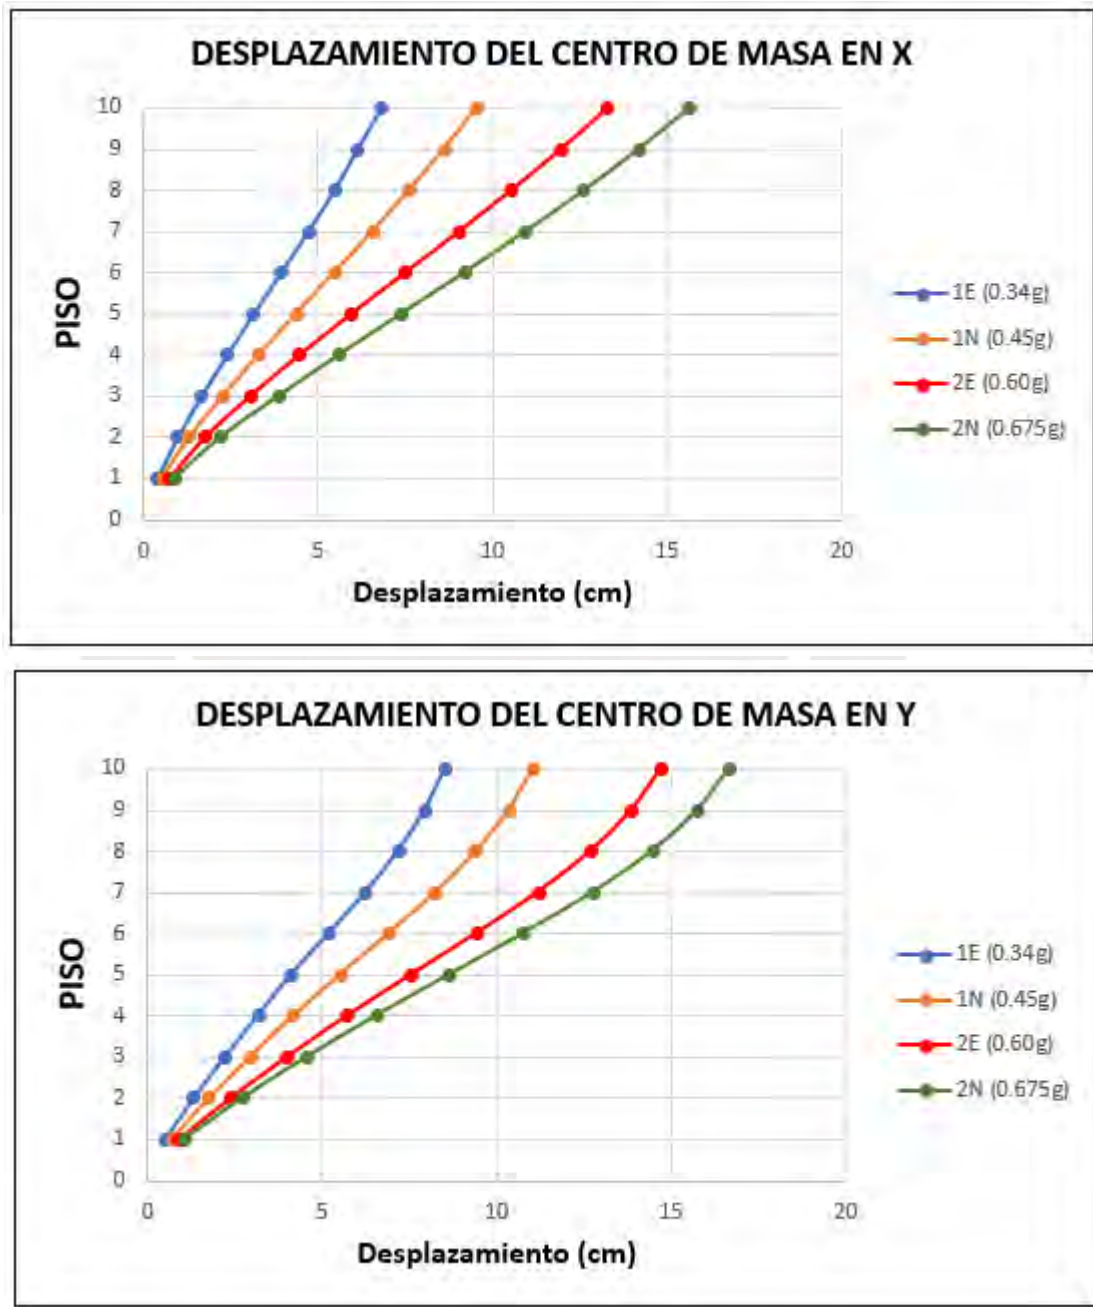 DESPLAZAMIENTO DEL CENTRO DE MASA EN X
10
9
8
7
6
5
4
3
2
1
0
PISO
0 5 10 15 20
Desplazamiento (cm)
1E (0.34g)
1N (0.45g)
2E (0.60g)
2N (0.675g)
DESPLAZAMIENTO DEL CENTRO DE MASA EN Y
10
9
8
7
6
5
4
3
2
1
0
PISO
0 5 10 15 20
Desplazamiento (cm)
1E (0.34g)
1N (0.45g)
2E (0.60g)
2N (0.675g)